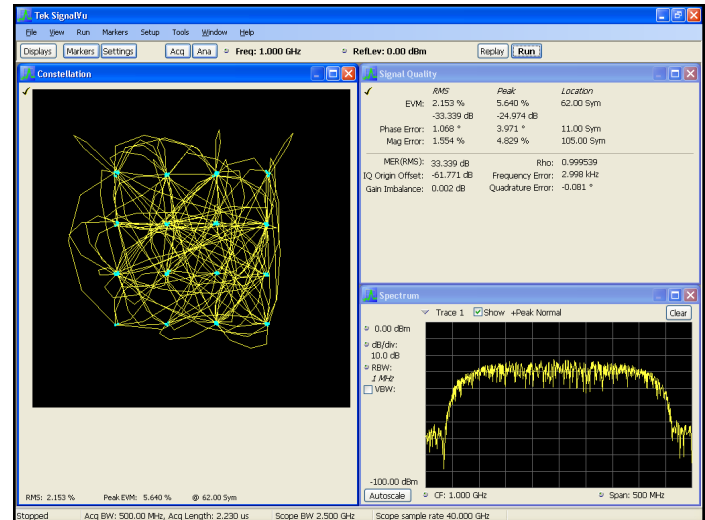 Tek SignalVu
File View Run Markers Setup Tools Window Help
Displays Markers Settings Acq Ana Freq: 1.000 GHz RefLev: 0.00 dBm Replay Run
Constellation
RMS: 2.153 % Peak EVM: 5.640 % @ 62.00 Sym
Signal Quality
RMS Peak Location
EVM: 2.153 % 5.640 % 62.00 Sym
-33.339 dB -24.974 dB
Phase Error: 1.068 ° 3.971 ° 11.00 Sym
Mag Error: 1.554 % 4.829 % 105.00 Sym
MER(RMS): 33.339 dB Rho: 0.999539
IQ Origin Offset: -61.771 dB Frequency Error: 2.998 kHz
Gain Imbalance: 0.002 dB Quadrature Error: -0.081 °
Spectrum
Trace 1 Show +Peak Normal Clear
0.00 dBm
dB/div:
10.0 dB
RBW:
1 MHz
VBW:
-100.00 dBm
Autoscale CF: 1.000 GHz Span: 500 MHz
Stopped Acq BW: 500.00 MHz, Acq Length: 2.230 us Scope BW 2.500 GHz Scope sample rate 40.000 GHz